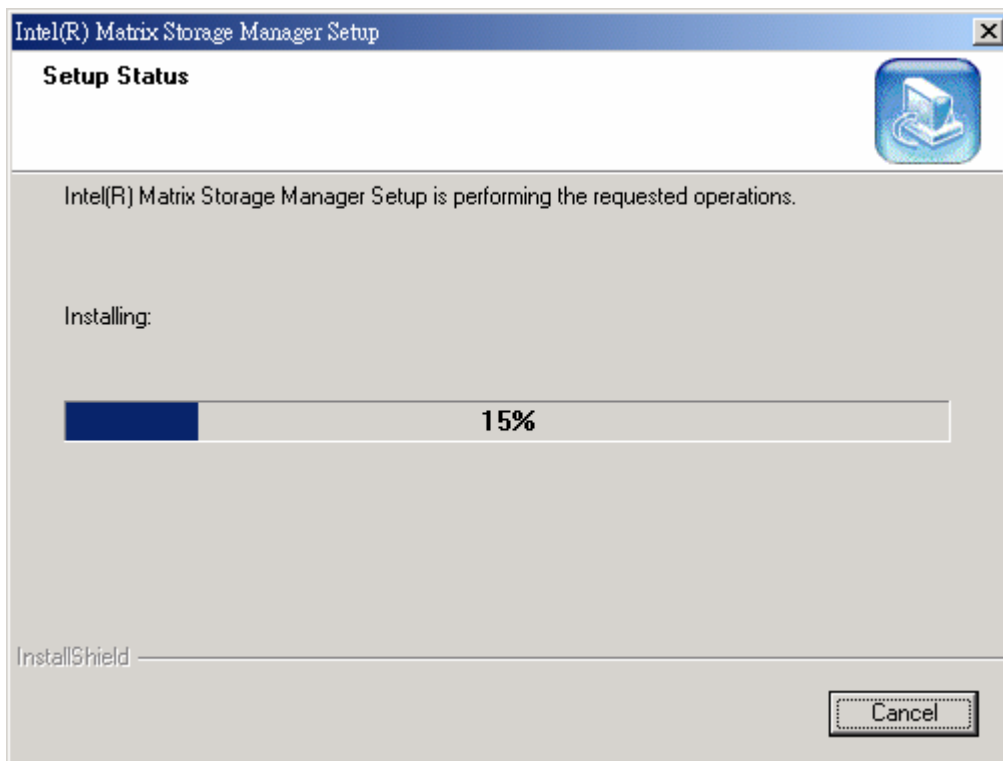 Intel(R) Matrix Storage Manager Setup
Setup Status
Intel(R) Matrix Storage Manager Setup is performing the requested operations.
Installing:
15%
InstallShield
Cancel